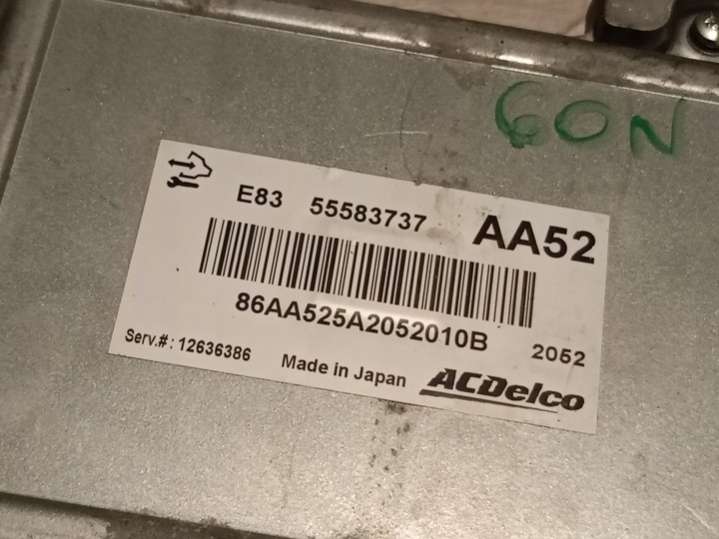 60N
E83 55583737 AA52
86AA525A2052010B 2052
Serv.#: 12636386 Made in Japan ACDelco